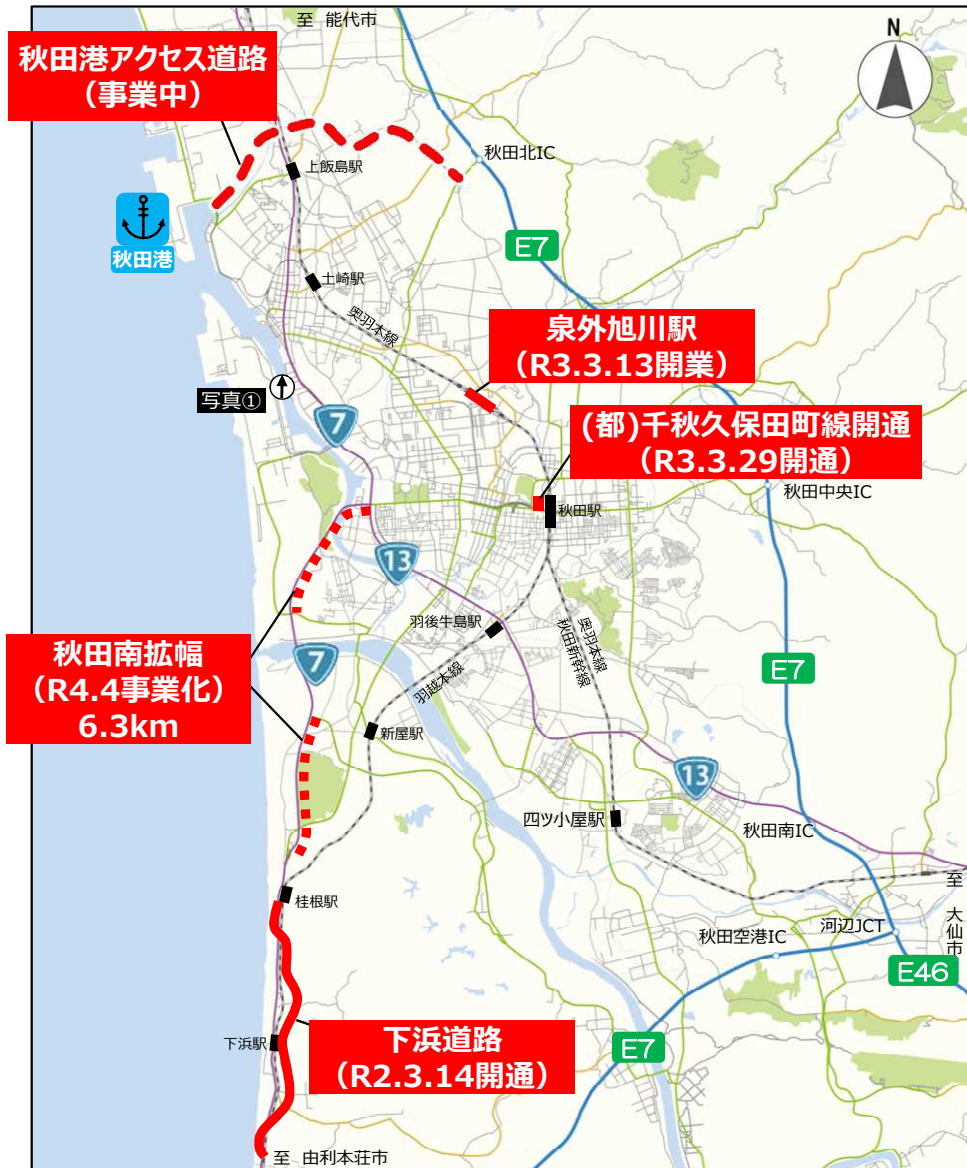 至 能代市
N
秋田港アクセス道路
（事業中）
秋田北IC
上飯島駅
秋田港
E7
土崎駅
奥羽本線
泉外旭川駅
（R3.3.13開業）
写真①
7
(都)千秋久保田町線開通
（R3.3.29開通）
秋田中央IC
秋田駅
13
羽後牛島駅
奥羽本線
秋田新幹線
秋田南拡幅
（R4.4事業化）
6.3km
7
E7
羽越本線
新屋駅
13
四ツ小屋駅
秋田南IC
至 大仙市
桂根駅
河辺JCT
秋田空港IC
E46
下浜駅
下浜道路
（R2.3.14開通）
E7
至 由利本荘市